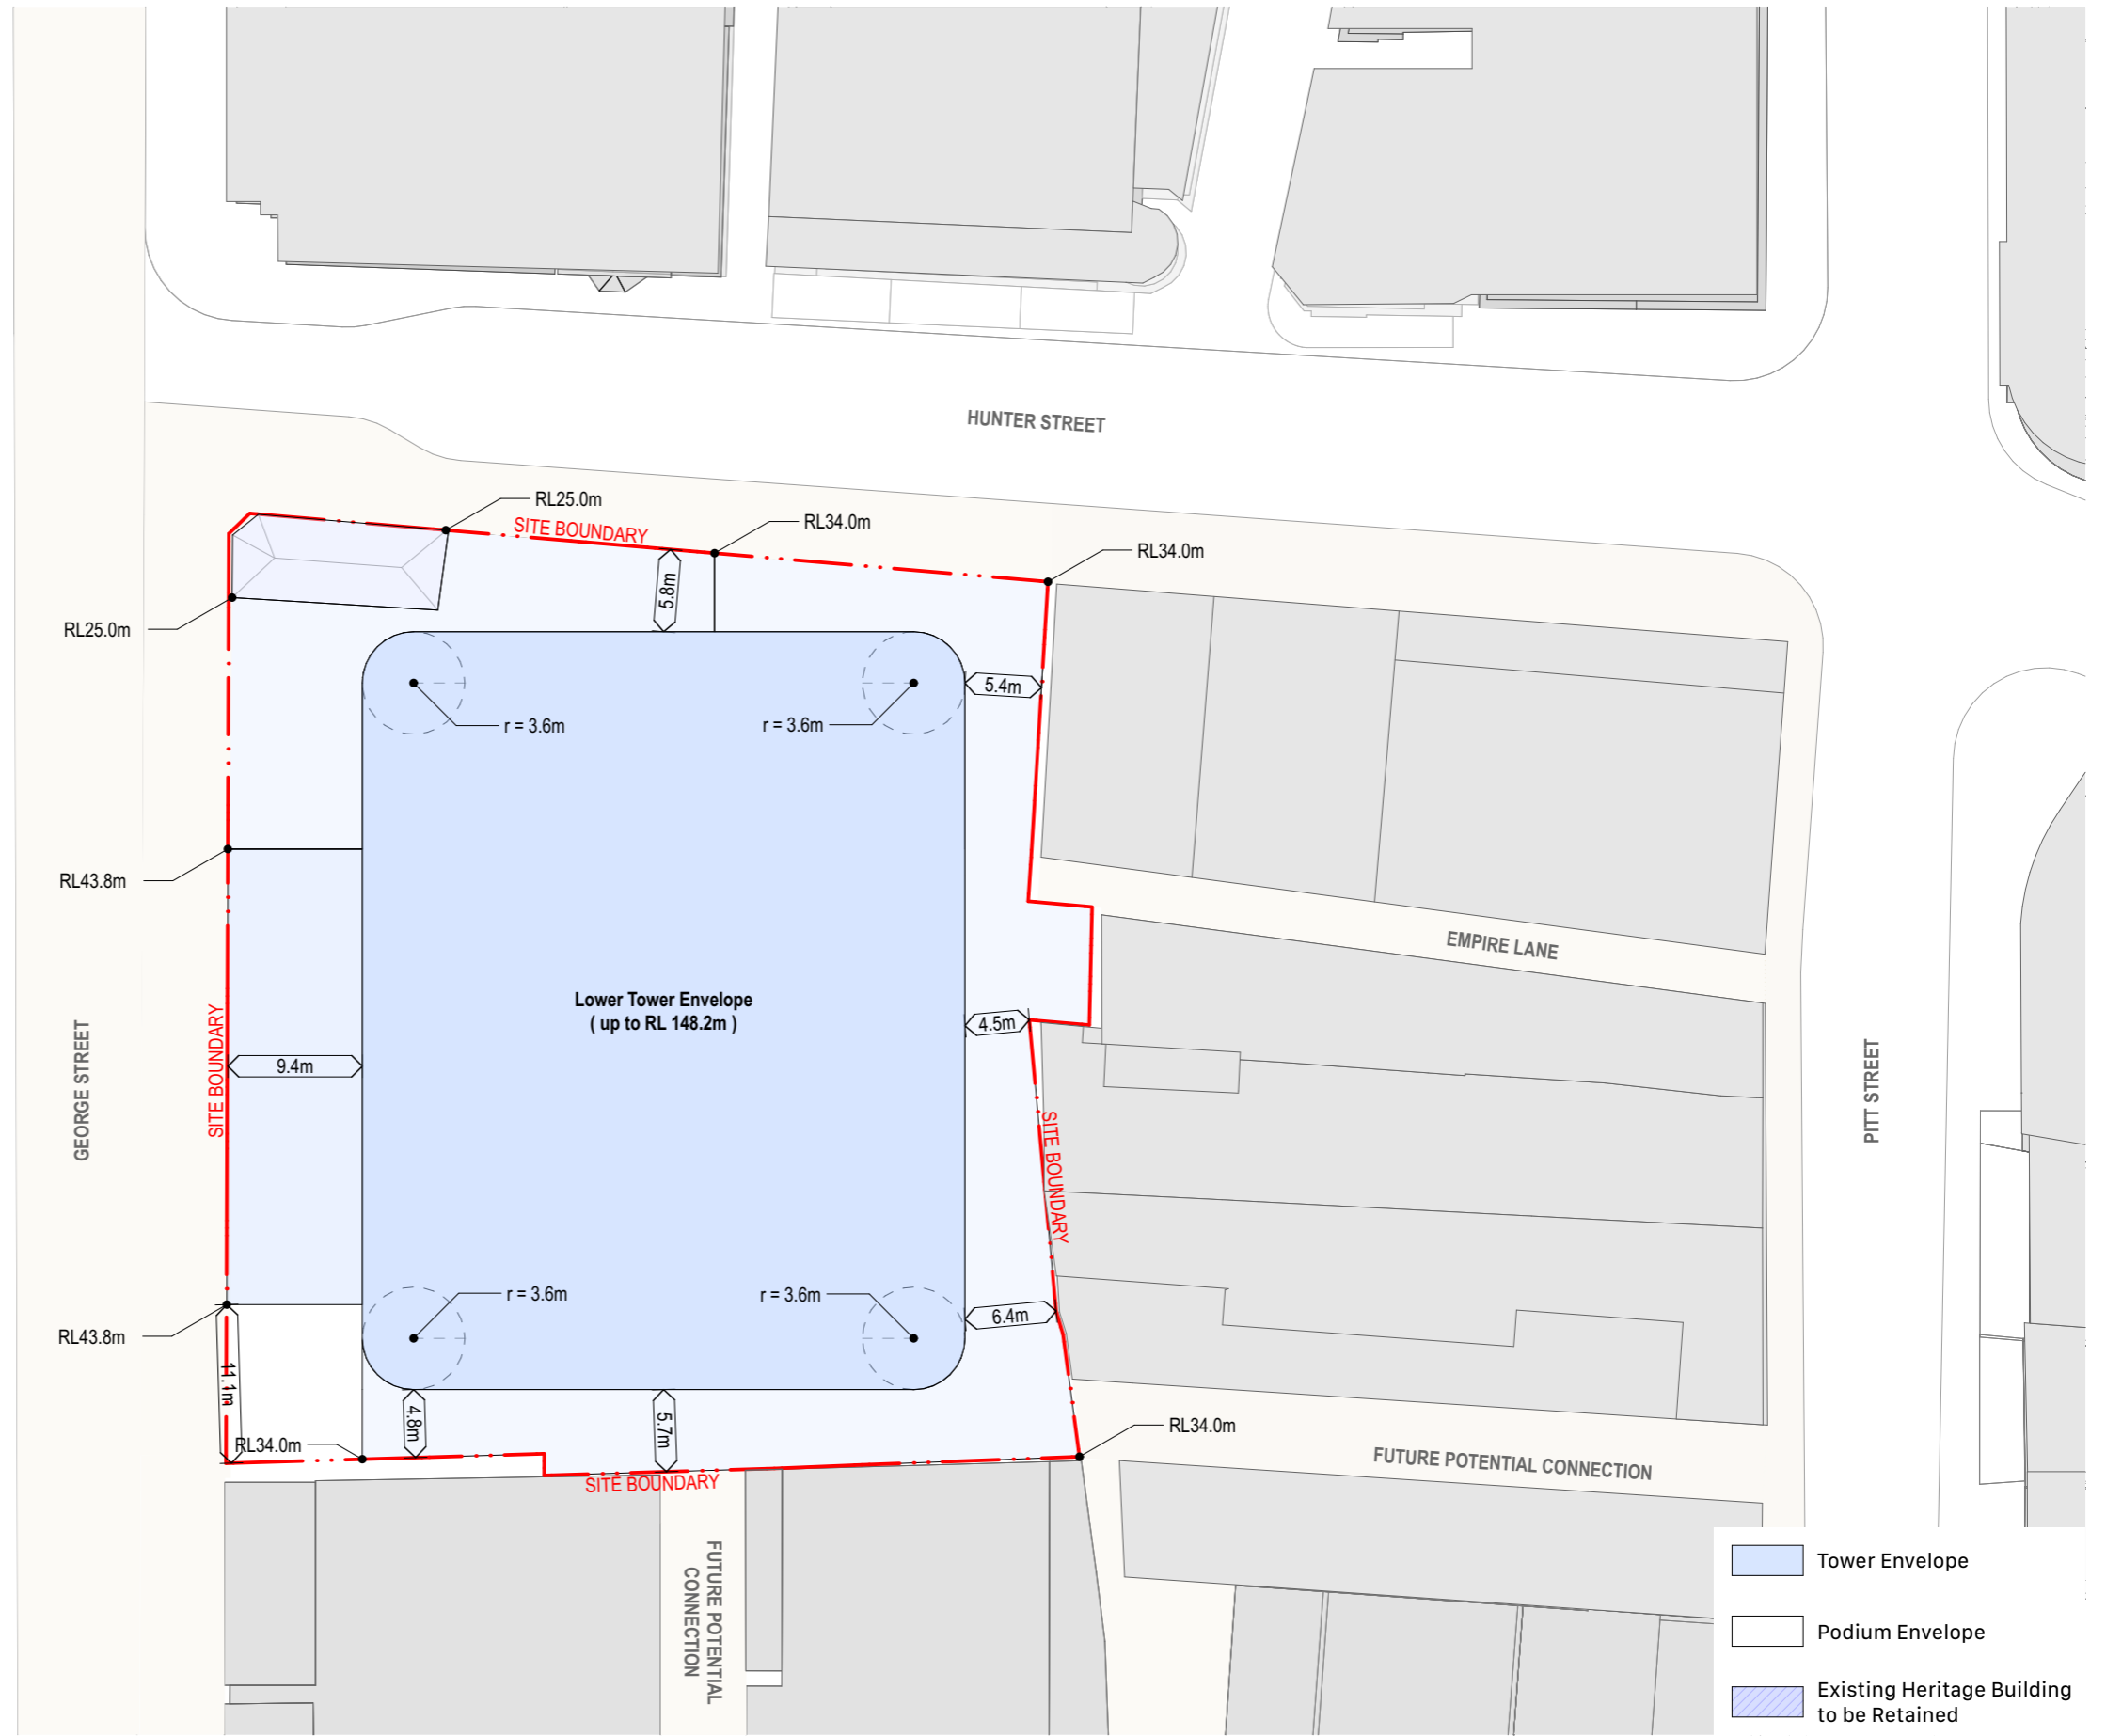 HUNTER STREET
RL25.0m
SITE BOUNDARY
RL34.0m
RL34.0m
5.8m
RL25.0m
5.4m
r = 3.6m
r = 3.6m
RL43.8m
EMPIRE LANE
Lower Tower Envelope
( up to RL 148.2m )
4.5m
GEORGE STREET
SITE BOUNDARY
9.4m
SITE BOUNDARY
PITT STREET
r = 3.6m
r = 3.6m
6.4m
RL43.8m
11.1m
4.8m
5.7m
RL34.0m
RL34.0m
SITE BOUNDARY
FUTURE POTENTIAL CONNECTION
FUTURE POTENTIAL
CONNECTION
Tower Envelope
Podium Envelope
Existing Heritage Building
to be Retained